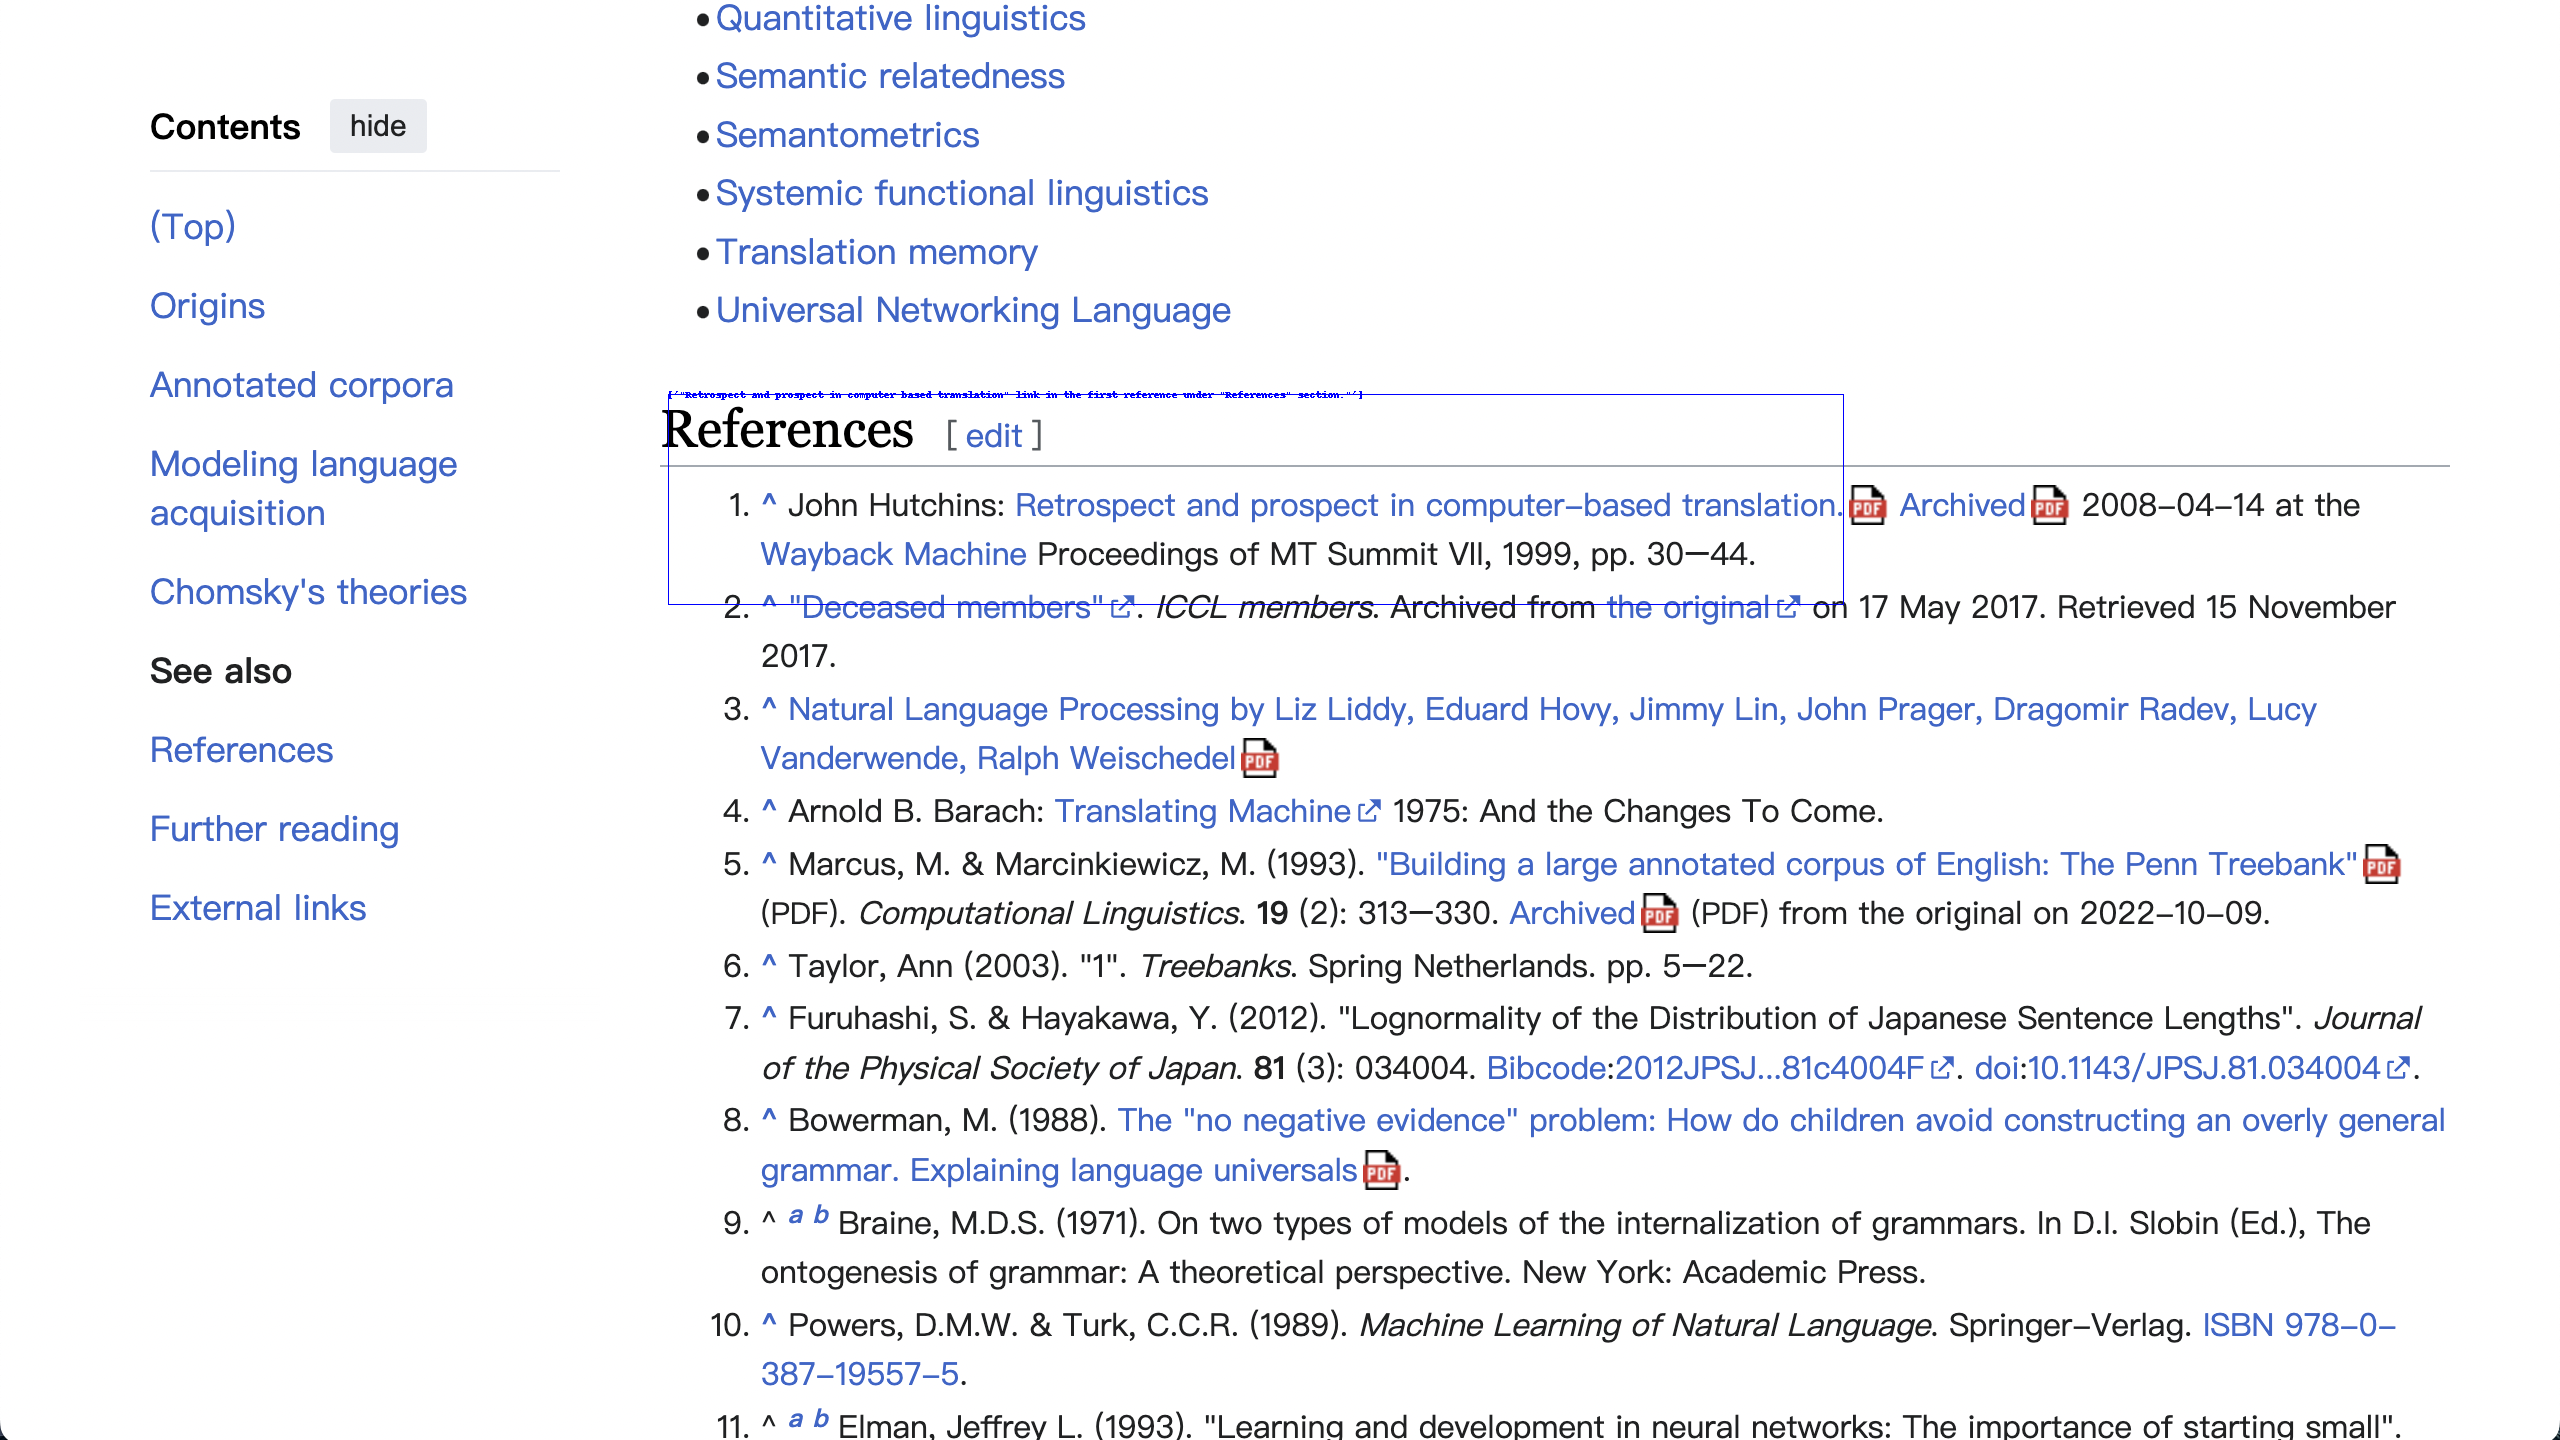 Quantitative linguistics
Semantic relatedness
Semantometrics
Systemic functional linguistics
Translation memory
Universal Networking Language
Contents hide
(Top)
Origins
Annotated corpora
Modeling language
acquisition
Chomsky's theories
See also
References
Further reading
External links
['"Retrospect and prospect in computer based translation" link in the first reference under "References" section."']
References [ edit ]
1. ^ John Hutchins: Retrospect and prospect in computer-based translation. PDF Archived PDF 2008-04-14 at the
Wayback Machine Proceedings of MT Summit VII, 1999, pp. 30–44.
2. ^ "Deceased members". ICCL members. Archived from the original on 17 May 2017. Retrieved 15 November
2017.
3. ^ Natural Language Processing by Liz Liddy, Eduard Hovy, Jimmy Lin, John Prager, Dragomir Radev, Lucy
Vanderwende, Ralph Weischedel PDF
4. ^ Arnold B. Barach: Translating Machine 1975: And the Changes To Come.
5. ^ Marcus, M. & Marcinkiewicz, M. (1993). "Building a large annotated corpus of English: The Penn Treebank" PDF
(PDF). Computational Linguistics. 19 (2): 313–330. Archived PDF (PDF) from the original on 2022-10-09.
6. ^ Taylor, Ann (2003). "1". Treebanks. Spring Netherlands. pp. 5–22.
7. ^ Furuhashi, S. & Hayakawa, Y. (2012). "Lognormality of the Distribution of Japanese Sentence Lengths". Journal
of the Physical Society of Japan. 81 (3): 034004. Bibcode:2012JPSJ...81c4004F. doi:10.1143/JPSJ.81.034004.
8. ^ Bowerman, M. (1988). The "no negative evidence" problem: How do children avoid constructing an overly general
grammar. Explaining language universals PDF.
9. ^ a b Braine, M.D.S. (1971). On two types of models of the internalization of grammars. In D.I. Slobin (Ed.), The
ontogenesis of grammar: A theoretical perspective. New York: Academic Press.
10. ^ Powers, D.M.W. & Turk, C.C.R. (1989). Machine Learning of Natural Language. Springer-Verlag. ISBN 978-0-
387-19557-5.
11. ^ a b Elman, Jeffrey L. (1993). "Learning and development in neural networks: The importance of starting small".